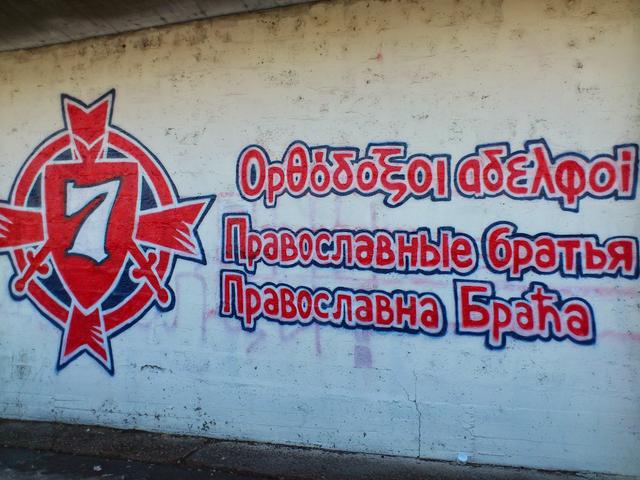 7
Ορθόδοξοι αδελφοί
Православные братья
Православна Браћа